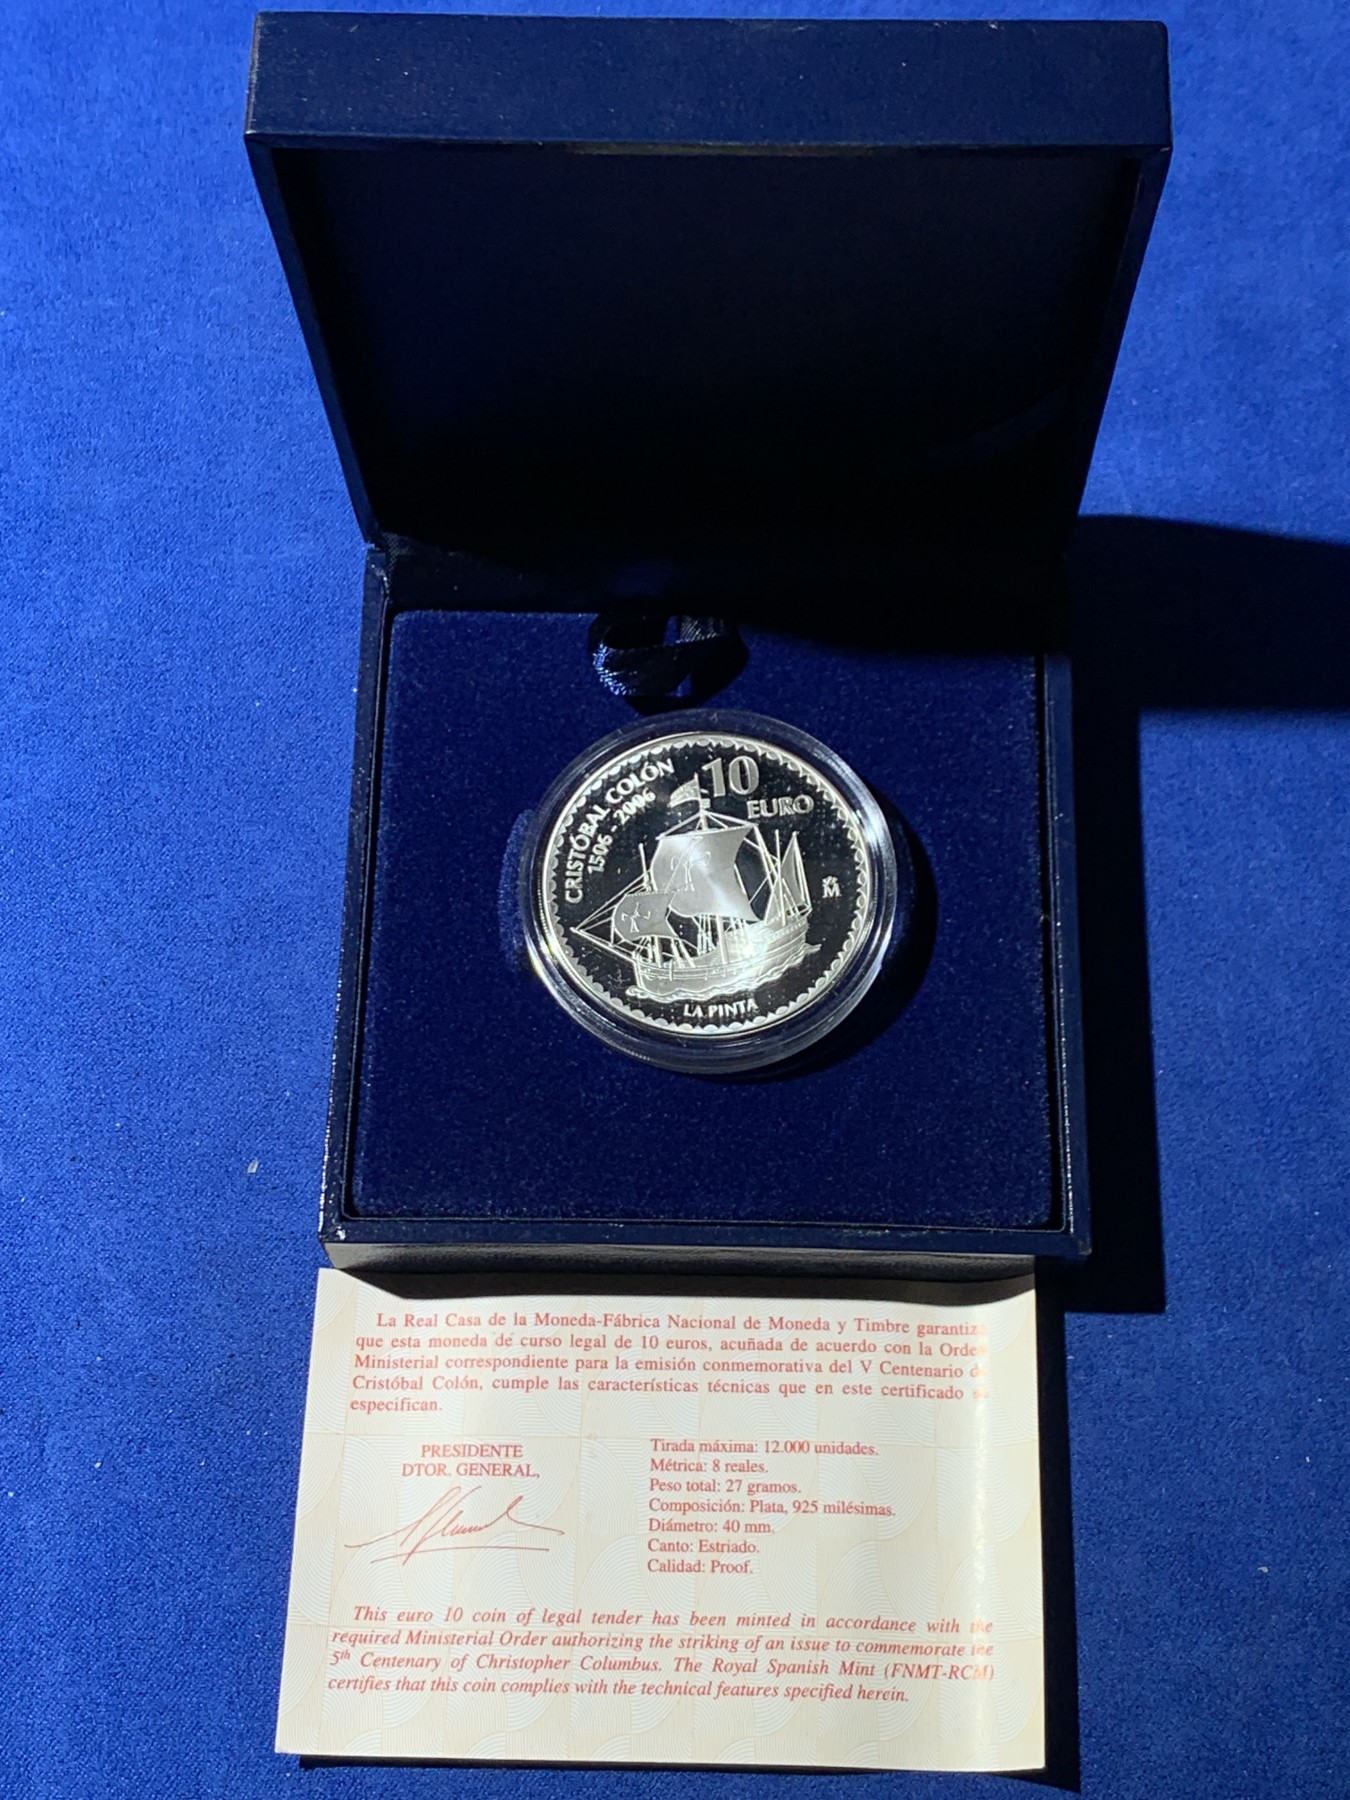 CRISTÓBAL COLÓN
1506 - 2006
10
EURO
M
LA PINTA
La Real Casa de la Moneda-Fábrica Nacional de Moneda y Timbre garantiza
que esta moneda de curso legal de 10 euros, acuñada de acuerdo con la Orden
Ministerial correspondiente para la emisión conmemorativa del V Centenario de
Cristóbal Colón, cumple las características técnicas que en este certificado se
especifican.
PRESIDENTE
DTOR. GENERAL,
Tirada máxima: 12.000 unidades.
Métrica: 8 reales.
Peso total: 27 gramos.
Composición: Plata, 925 milésimas.
Diámetro: 40 mm.
Canto: Estriado.
Calidad: Proof.
This euro 10 coin of legal tender has been minted in accordance with the
required Ministerial Order authorizing the striking of an issue to commemorate the
5th Centenary of Christopher Columbus. The Royal Spanish Mint (FNMT-RCM)
certifies that this coin complies with the technical features specified herein.